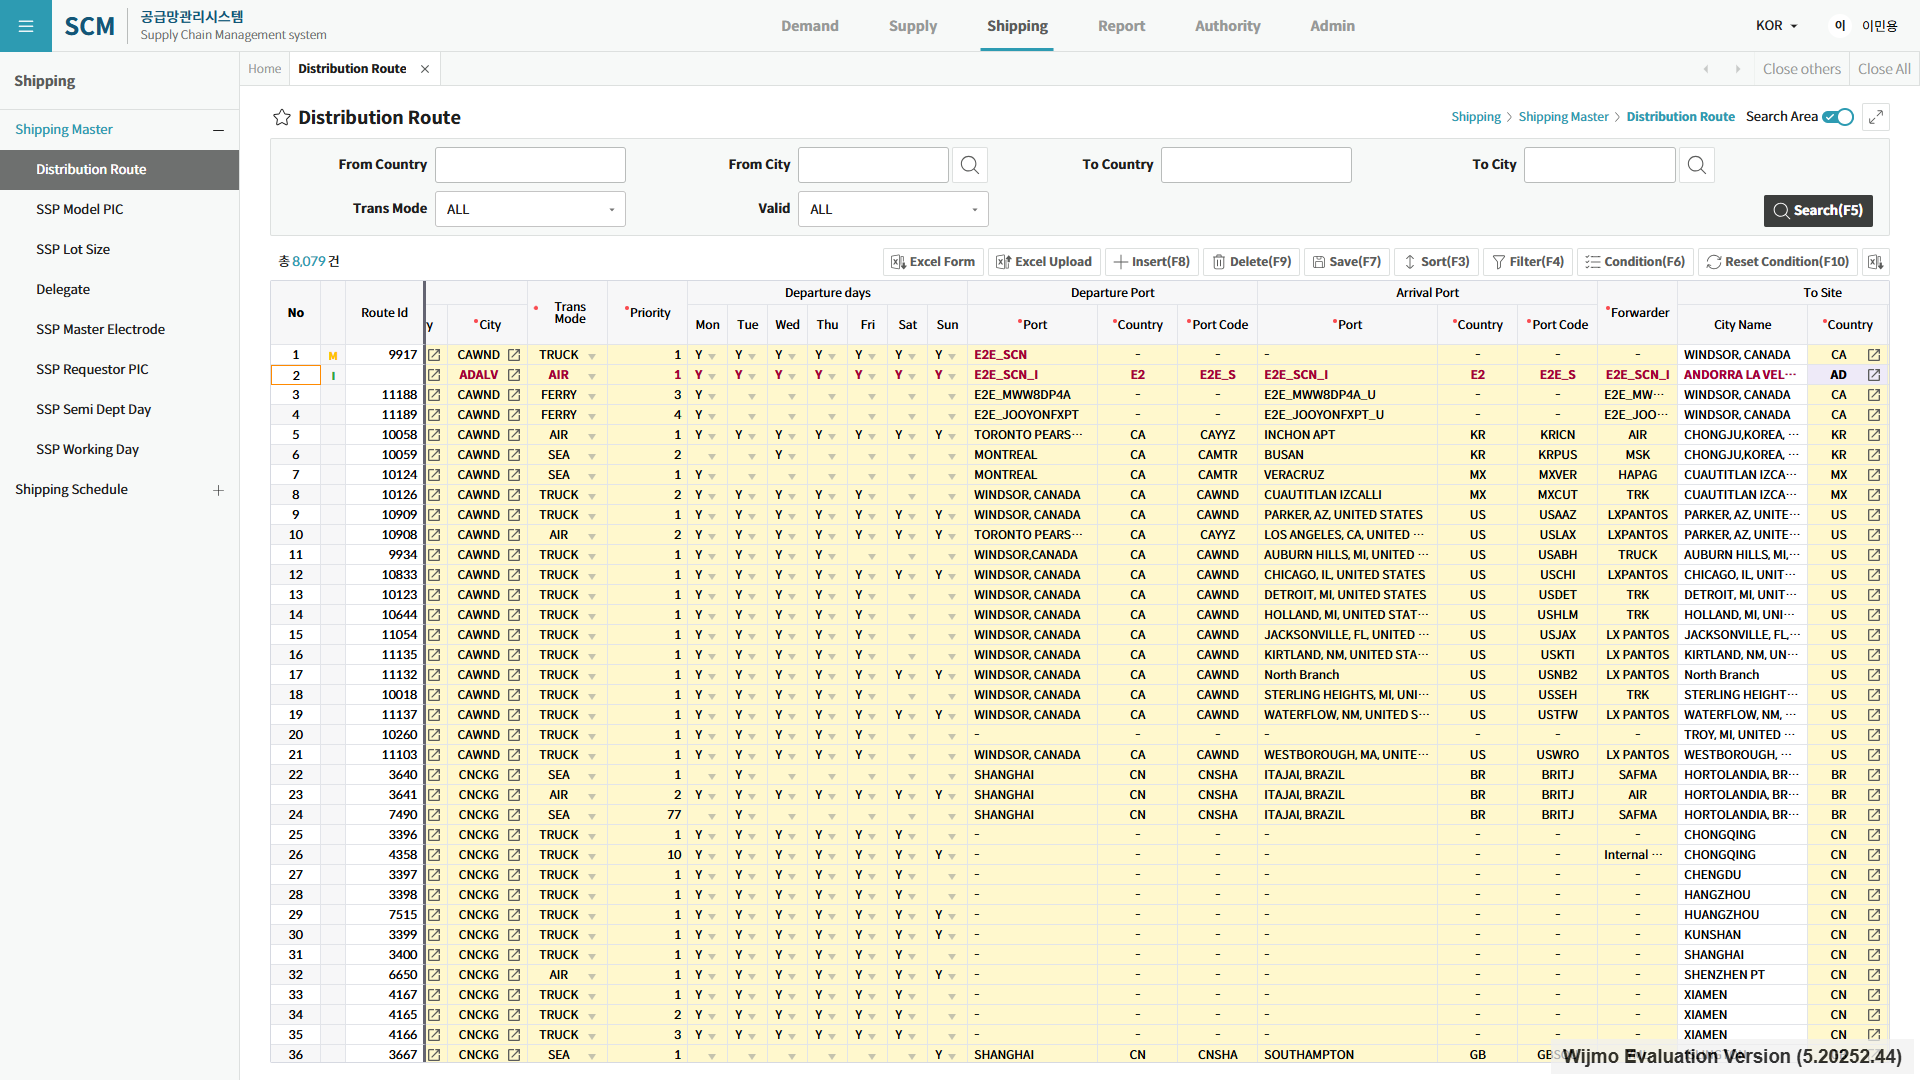 SCM 공급망관리시스템 Supply Chain Management system
Demand Supply Shipping Report Authority Admin
KOR 이 이민용
Shipping
Shipping Master
Distribution Route
SSP Model PIC
SSP Lot Size
Delegate
SSP Master Electrode
SSP Requestor PIC
SSP Semi Dept Day
SSP Working Day
Shipping Schedule
Home Distribution Route Close others Close All
Distribution Route
Shipping > Shipping Master > Distribution Route Search Area
From Country From City To Country To City
Trans Mode ALL Valid ALL Search(F5)
총 8,079 건 Excel Form Excel Upload Insert(F8) Delete(F9) Save(F7) Sort(F3) Filter(F4) Condition(F6) Reset Condition(F10)
No Route Id y *City *Trans Mode *Priority Departure days Departure Port Arrival Port *Forwarder To Site
Mon Tue Wed Thu Fri Sat Sun *Port *Country *Port Code *Port *Country *Port Code City Name *Country
1 M 9917 CAWND TRUCK 1 Y Y Y Y Y Y Y E2E_SCN - - - - - - WINDSOR, CANADA CA
2 I ADALV AIR 1 Y Y Y Y Y Y Y E2E_SCN_I E2 E2E_S E2E_SCN_I E2 E2E_S E2E_SCN_I ANDORRA LA VEL··· AD
3 11188 CAWND FERRY 3 Y E2E_MWW8DP4A - - E2E_MWW8DP4A_U - - E2E_MW··· WINDSOR, CANADA CA
4 11189 CAWND FERRY 4 Y E2E_JOOYONFXPT - - E2E_JOOYONFXPT_U - - E2E_JOO··· WINDSOR, CANADA CA
5 10058 CAWND AIR 1 Y Y Y Y Y Y Y TORONTO PEARS··· CA CAYYZ INCHON APT KR KRICN AIR CHONGJU,KOREA, ··· KR
6 10059 CAWND SEA 2 Y MONTREAL CA CAMTR BUSAN KR KRPUS MSK CHONGJU,KOREA, ··· KR
7 10124 CAWND SEA 1 Y MONTREAL CA CAMTR VERACRUZ MX MXVER HAPAG CUAUTITLAN IZCA··· MX
8 10126 CAWND TRUCK 2 Y Y Y Y Y WINDSOR, CANADA CA CAWND CUAUTITLAN IZCALLI MX MXCUT TRK CUAUTITLAN IZCA··· MX
9 10909 CAWND TRUCK 1 Y Y Y Y Y Y Y WINDSOR, CANADA CA CAWND PARKER, AZ, UNITED STATES US USAAZ LXPANTOS PARKER, AZ, UNITE··· US
10 10908 CAWND AIR 2 Y Y Y Y Y Y Y TORONTO PEARS··· CA CAYYZ LOS ANGELES, CA, UNITED ··· US USLAX LXPANTOS PARKER, AZ, UNITE··· US
11 9934 CAWND TRUCK 1 Y Y Y Y WINDSOR,CANADA CA CAWND AUBURN HILLS, MI, UNITED ··· US USABH TRUCK AUBURN HILLS, MI,··· US
12 10833 CAWND TRUCK 1 Y Y Y Y Y Y Y WINDSOR, CANADA CA CAWND CHICAGO, IL, UNITED STATES US USCHI LXPANTOS CHICAGO, IL, UNIT··· US
13 10123 CAWND TRUCK 1 Y Y Y Y Y WINDSOR, CANADA CA CAWND DETROIT, MI, UNITED STATES US USDET TRK DETROIT, MI, UNIT··· US
14 10644 CAWND TRUCK 1 Y Y Y Y Y WINDSOR, CANADA CA CAWND HOLLAND, MI, UNITED STAT··· US USHLM TRK HOLLAND, MI, UNI··· US
15 11054 CAWND TRUCK 1 Y Y Y Y Y WINDSOR, CANADA CA CAWND JACKSONVILLE, FL, UNITED ··· US USJAX LX PANTOS JACKSONVILLE, FL,··· US
16 11135 CAWND TRUCK 1 Y Y Y Y Y WINDSOR, CANADA CA CAWND KIRTLAND, NM, UNITED STA··· US USKTI LX PANTOS KIRTLAND, NM, UN··· US
17 11132 CAWND TRUCK 1 Y Y Y Y Y Y Y WINDSOR, CANADA CA CAWND North Branch US USNB2 LX PANTOS North Branch US
18 10018 CAWND TRUCK 1 Y Y Y Y Y WINDSOR, CANADA CA CAWND STERLING HEIGHTS, MI, UNI··· US USSEH TRK STERLING HEIGHT··· US
19 11137 CAWND TRUCK 1 Y Y Y Y Y Y Y WINDSOR, CANADA CA CAWND WATERFLOW, NM, UNITED S··· US USTFW LX PANTOS WATERFLOW, NM, ··· US
20 10260 CAWND TRUCK 1 Y Y Y Y Y - - - - - - - TROY, MI, UNITED ··· US
21 11103 CAWND TRUCK 1 Y Y Y Y Y WINDSOR, CANADA CA CAWND WESTBOROUGH, MA, UNITE··· US USWRO LX PANTOS WESTBOROUGH, ··· US
22 3640 CNCKG SEA 1 Y SHANGHAI CN CNSHA ITAJAI, BRAZIL BR BRITJ SAFMA HORTOLANDIA, BR··· BR
23 3641 CNCKG AIR 2 Y Y Y Y Y Y Y SHANGHAI CN CNSHA ITAJAI, BRAZIL BR BRITJ AIR HORTOLANDIA, BR··· BR
24 7490 CNCKG SEA 77 Y SHANGHAI CN CNSHA ITAJAI, BRAZIL BR BRITJ SAFMA HORTOLANDIA, BR··· BR
25 3396 CNCKG TRUCK 1 Y Y Y Y Y Y - - - - - - - CHONGQING CN
26 4358 CNCKG TRUCK 10 Y Y Y Y Y Y Y - - - - - - Internal ··· CHONGQING CN
27 3397 CNCKG TRUCK 1 Y Y Y Y Y Y - - - - - - - CHENGDU CN
28 3398 CNCKG TRUCK 1 Y Y Y Y Y Y - - - - - - - HANGZHOU CN
29 7515 CNCKG TRUCK 1 Y Y Y Y Y Y Y - - - - - - - HUANGZHOU CN
30 3399 CNCKG TRUCK 1 Y Y Y Y Y Y Y - - - - - - - KUNSHAN CN
31 3400 CNCKG TRUCK 1 Y Y Y Y Y Y - - - - - - - SHANGHAI CN
32 6650 CNCKG AIR 1 Y Y Y Y Y Y Y - - - - - - - SHENZHEN PT CN
33 4167 CNCKG TRUCK 1 Y Y Y Y Y Y - - - - - - - XIAMEN CN
34 4165 CNCKG TRUCK 2 Y Y Y Y Y Y - - - - - - - XIAMEN CN
35 4166 CNCKG TRUCK 3 Y Y Y Y Y Y - - - - - - - XIAMEN CN
36 3667 CNCKG SEA 1 Y SHANGHAI CN CNSHA SOUTHAMPTON GB
Wijmo Evaluation Version (5.20252.44)